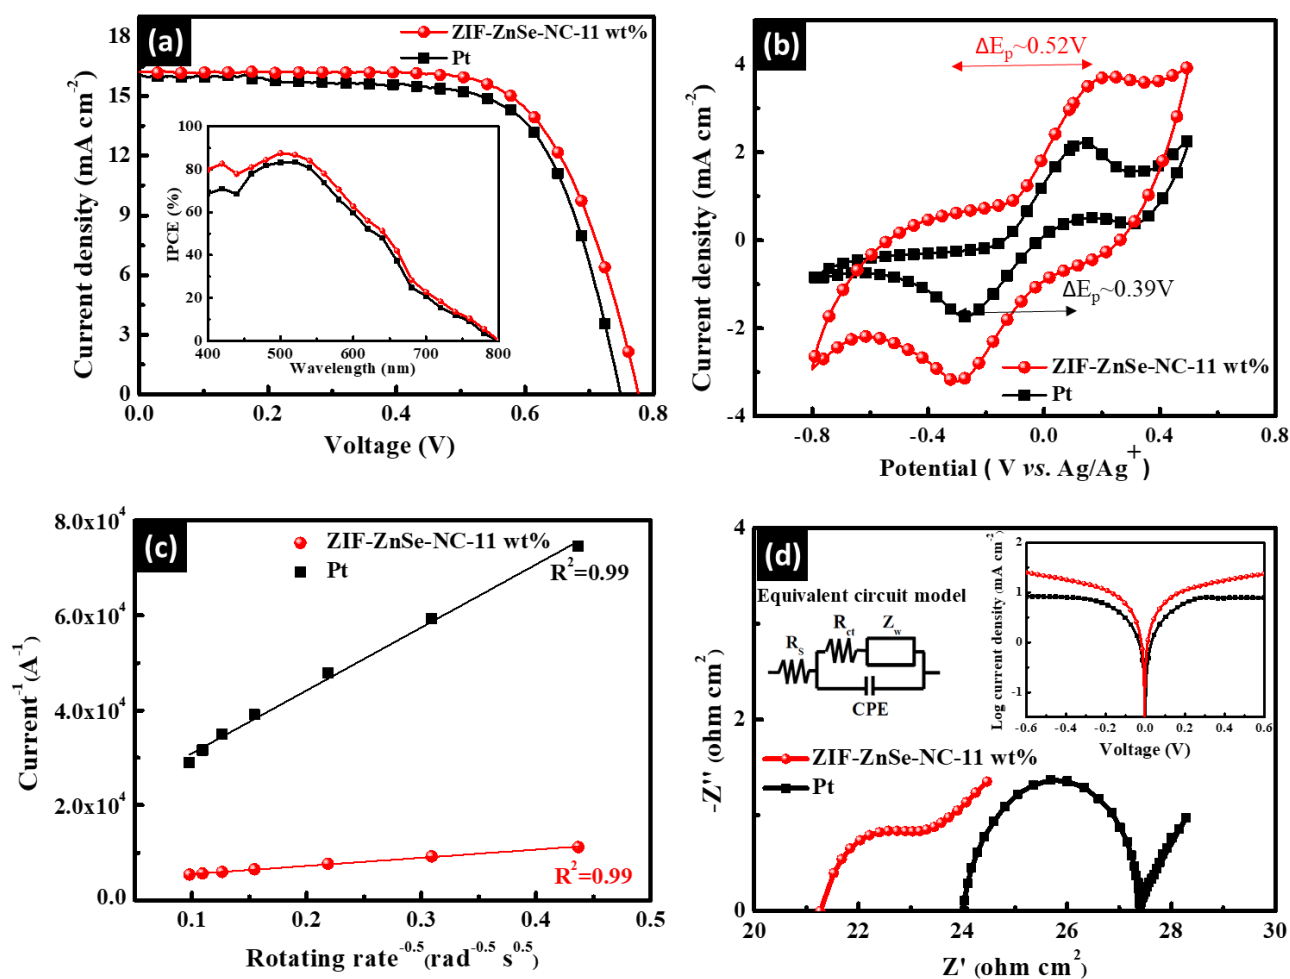 (a)
ZIF-ZnSe-NC-11 wt%
Pt
Current density (mA cm⁻²)
18
15
12
9
6
3
0
0.0 0.2 0.4 0.6 0.8
Voltage (V)
IPCE (%)
100
80
60
40
20
0
400 500 600 700 800
Wavelength (nm)
(b)
ΔEp~0.52V
ΔEp~0.39V
ZIF-ZnSe-NC-11 wt%
Pt
Current density (mA cm⁻²)
4
2
0
-2
-4
-0.8 -0.4 0.0 0.4 0.8
Potential ( V vs. Ag/Ag⁺)
(c)
ZIF-ZnSe-NC-11 wt%
Pt
R²=0.99
R²=0.99
Current⁻¹(A⁻¹)
8.0x10⁴
6.0x10⁴
4.0x10⁴
2.0x10⁴
0.0
0.1 0.2 0.3 0.4 0.5
Rotating rate⁻⁰·⁵(rad⁻⁰·⁵ s⁰·⁵)
(d)
Equivalent circuit model
Rs
Rct
Zw
CPE
ZIF-ZnSe-NC-11 wt%
Pt
-Z'' (ohm cm²)
4
2
0
20 22 24 26 28 30
Z' (ohm cm²)
Log current density (mA cm⁻²)
2
1
0
-1
-0.6 -0.4 -0.2 0.0 0.2 0.4 0.6
Voltage (V)